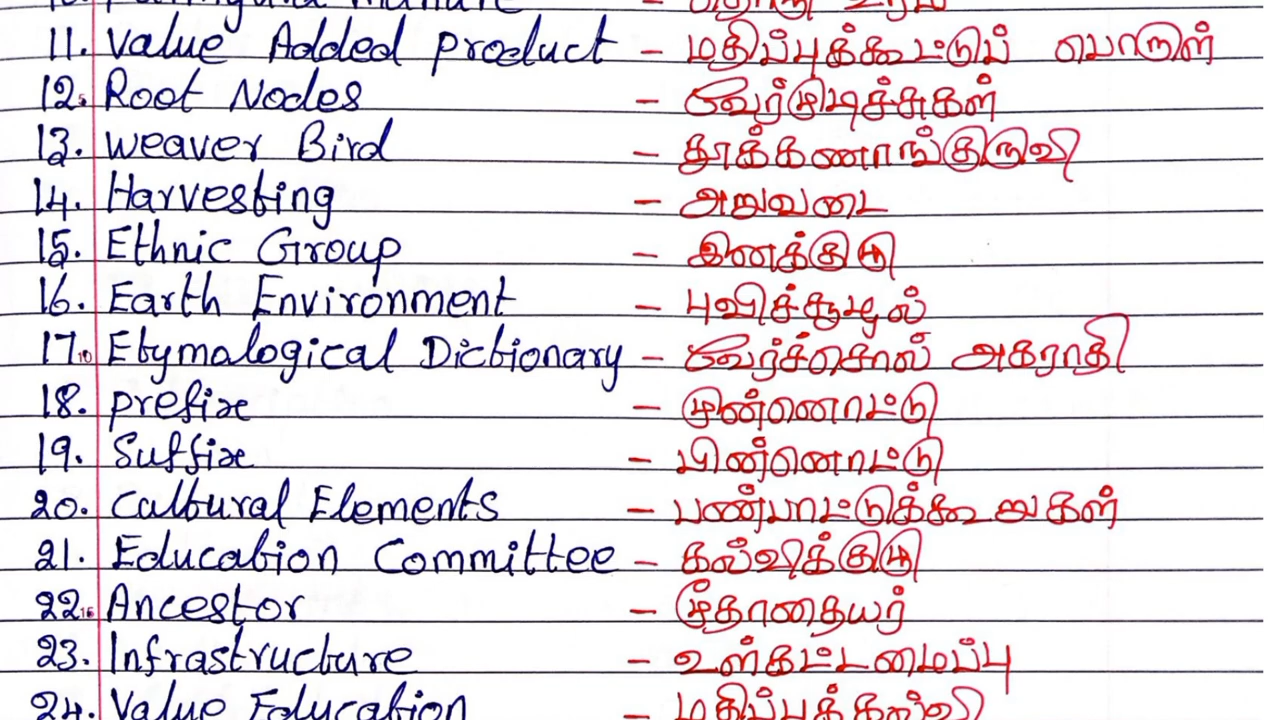 11. Value Added product - மதிப்புக்கூட்டுப் பொருள்
12. Root Nodes - வேர்முடிச்சுகள்
13. Weaver Bird - தூக்கணாங்குருவி
14. Harvesting - அறுவடை
15. Ethnic Group - இனக்குழு
16. Earth Environment - புவிச்சூழல்
17. Etymalogical Dictionary - வேர்ச்சொல் அகராதி
18. prefix - முன்னொட்டு
19. Suffix - பின்னொட்டு
20. Caltural Elements - பண்பாட்டுக்கூறுகள்
21. Education Committee - கல்விக்குழு
22. Ancestor - மூதாதையர்
23. Infrastructure - உள்கட்டமைப்பு
24. Value Education - மதிப்புக்கல்வி